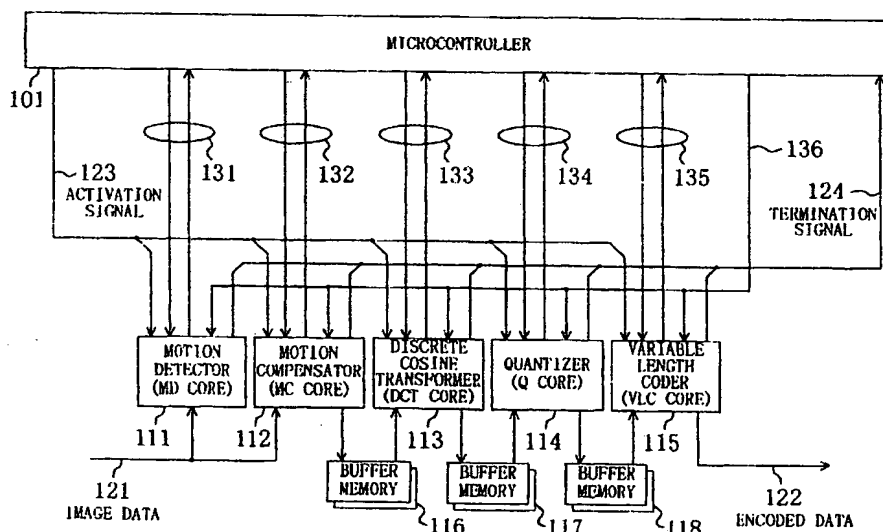 MICROCONTROLLER
101
131
132
133
134
135
136
123
ACTIVATION
SIGNAL
124
TERMINATION
SIGNAL
MOTION
DETECTOR
(MD CORE)
MOTION
COMPENSATOR
(MC CORE)
DISCRETE
COSINE
TRANSFORMER
(DCT CORE)
QUANTIZER
(Q CORE)
VARIABLE
LENGTH
CODER
(VLC CORE)
111
112
113
114
115
121
IMAGE DATA
BUFFER
MEMORY
116
BUFFER
MEMORY
117
BUFFER
MEMORY
118
122
ENCODED DATA